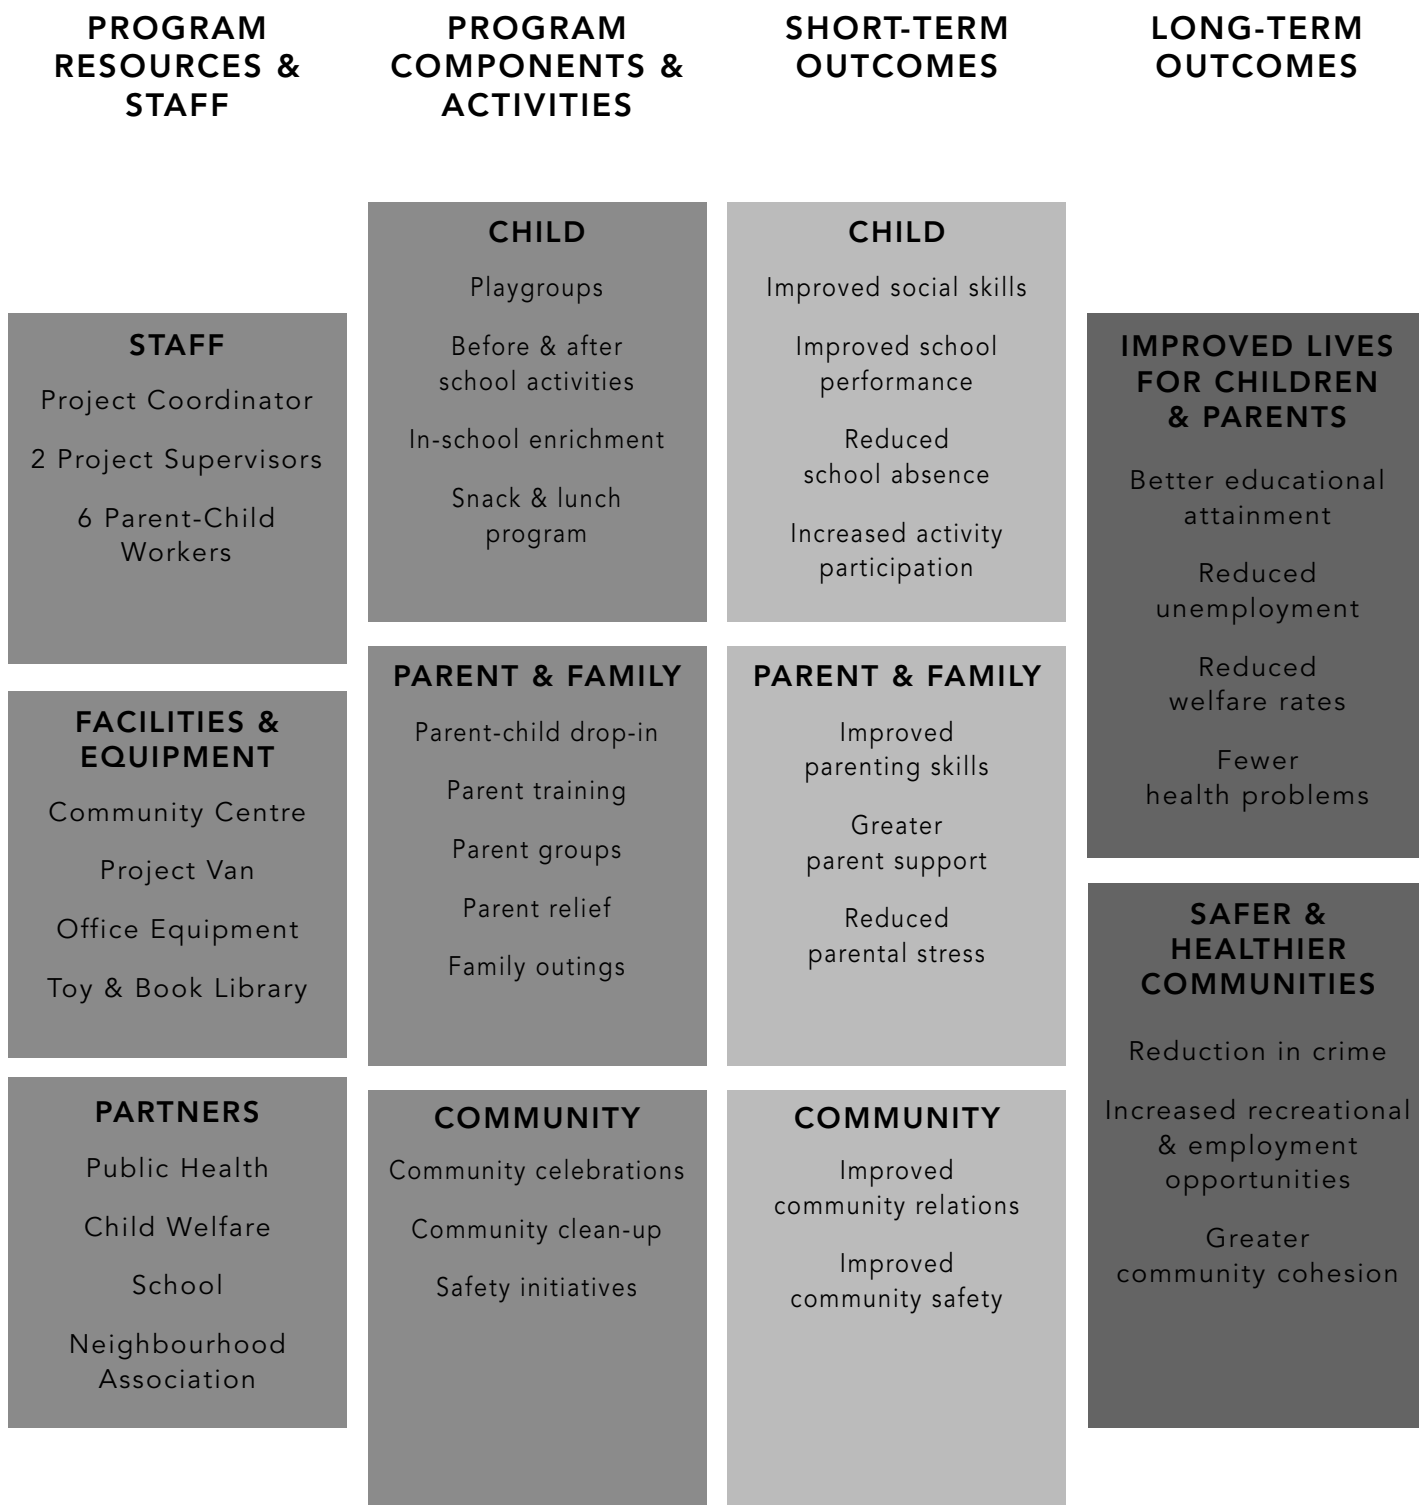 PROGRAM
RESOURCES &
STAFF
PROGRAM
COMPONENTS &
ACTIVITIES
SHORT-TERM
OUTCOMES
LONG-TERM
OUTCOMES
STAFF
Project Coordinator
2 Project Supervisors
6 Parent-Child
Workers
FACILITIES &
EQUIPMENT
Community Centre
Project Van
Office Equipment
Toy & Book Library
PARTNERS
Public Health
Child Welfare
School
Neighbourhood
Association
CHILD
Playgroups
Before & after
school activities
In-school enrichment
Snack & lunch
program
PARENT & FAMILY
Parent-child drop-in
Parent training
Parent groups
Parent relief
Family outings
COMMUNITY
Community celebrations
Community clean-up
Safety initiatives
CHILD
Improved social skills
Improved school
performance
Reduced
school absence
Increased activity
participation
PARENT & FAMILY
Improved
parenting skills
Greater
parent support
Reduced
parental stress
COMMUNITY
Improved
community relations
Improved
community safety
IMPROVED LIVES
FOR CHILDREN
& PARENTS
Better educational
attainment
Reduced
unemployment
Reduced
welfare rates
Fewer
health problems
SAFER &
HEALTHIER
COMMUNITIES
Reduction in crime
Increased recreational
& employment
opportunities
Greater
community cohesion